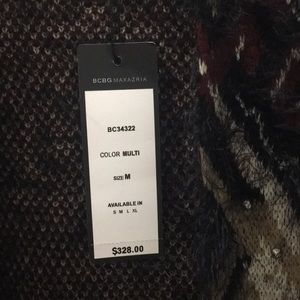 BCBGMAXAZRIA
BC34322
COLOR MULTI
SIZE M
AVAILABLE IN
S M L XL
$328.00